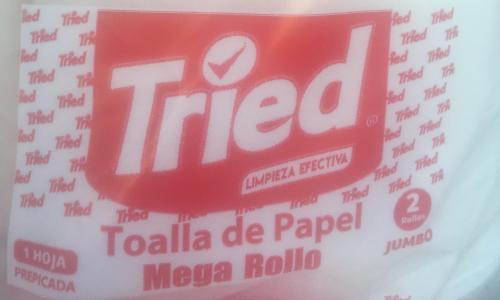 Tried®
LIMPIEZA EFECTIVA
Toalla de Papel
Mega Rollo
1 HOJA
PREPICADA
2
Rollos
JUMBO